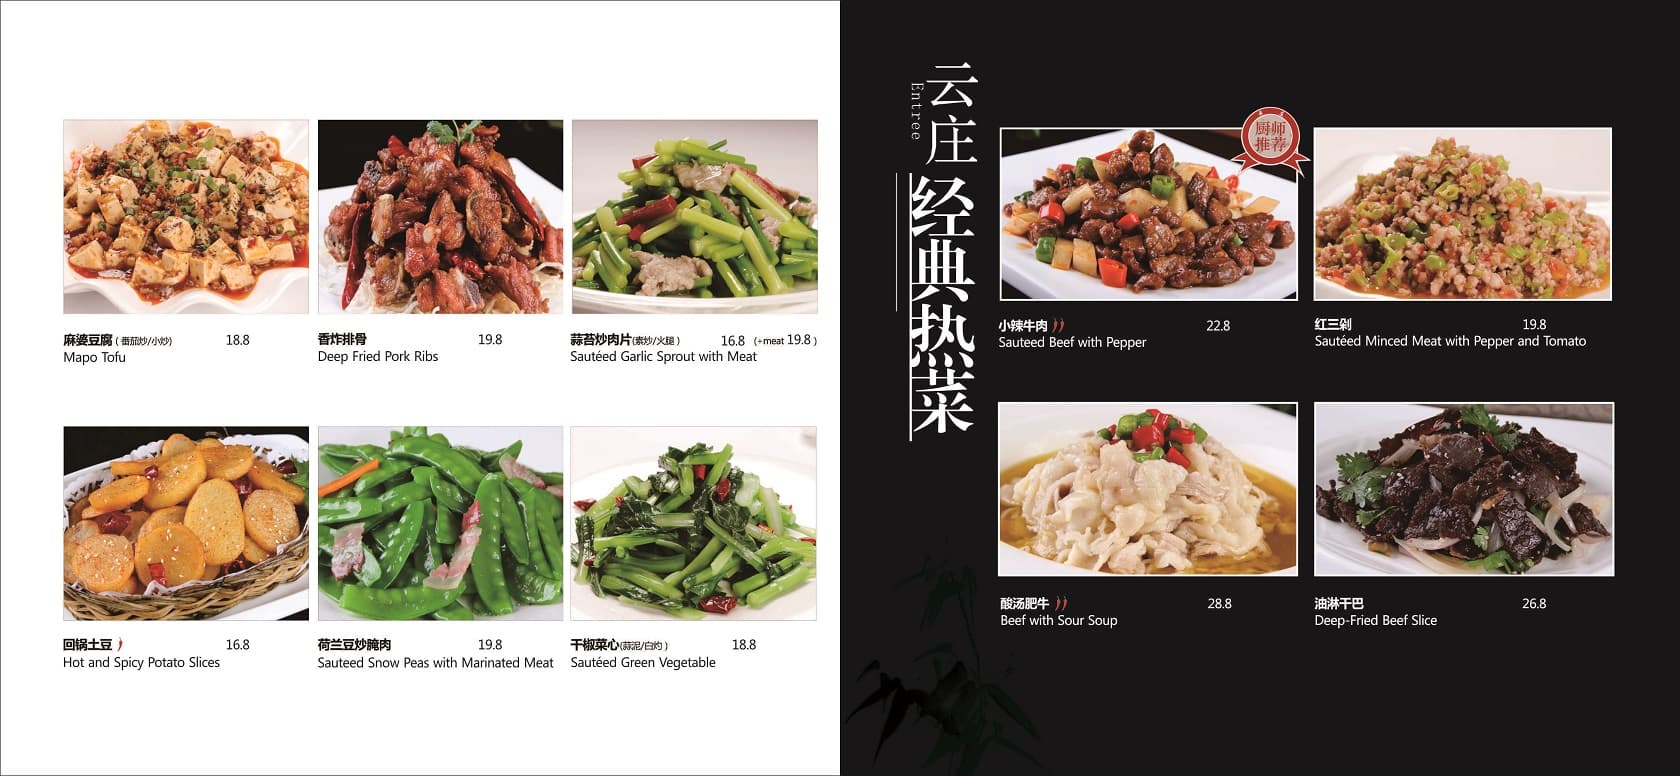 麻婆豆腐 ( 番茄炒/小炒) 18.8
Mapo Tofu
香炸排骨 19.8
Deep Fried Pork Ribs
蒜苔炒肉片(素炒/火腿 ) 16.8 (+meat 19.8 )
Sautéed Garlic Sprout with Meat
回锅土豆 16.8
Hot and Spicy Potato Slices
荷兰豆炒腌肉 19.8
Sauteed Snow Peas with Marinated Meat
干椒菜心(蒜泥/白灼 ) 18.8
Sautéed Green Vegetable
云庄
Entree
经典热菜
厨师
推荐
小辣牛肉 22.8
Sauteed Beef with Pepper
红三剁 19.8
Sautéed Minced Meat with Pepper and Tomato
酸汤肥牛 28.8
Beef with Sour Soup
油淋干巴 26.8
Deep-Fried Beef Slice